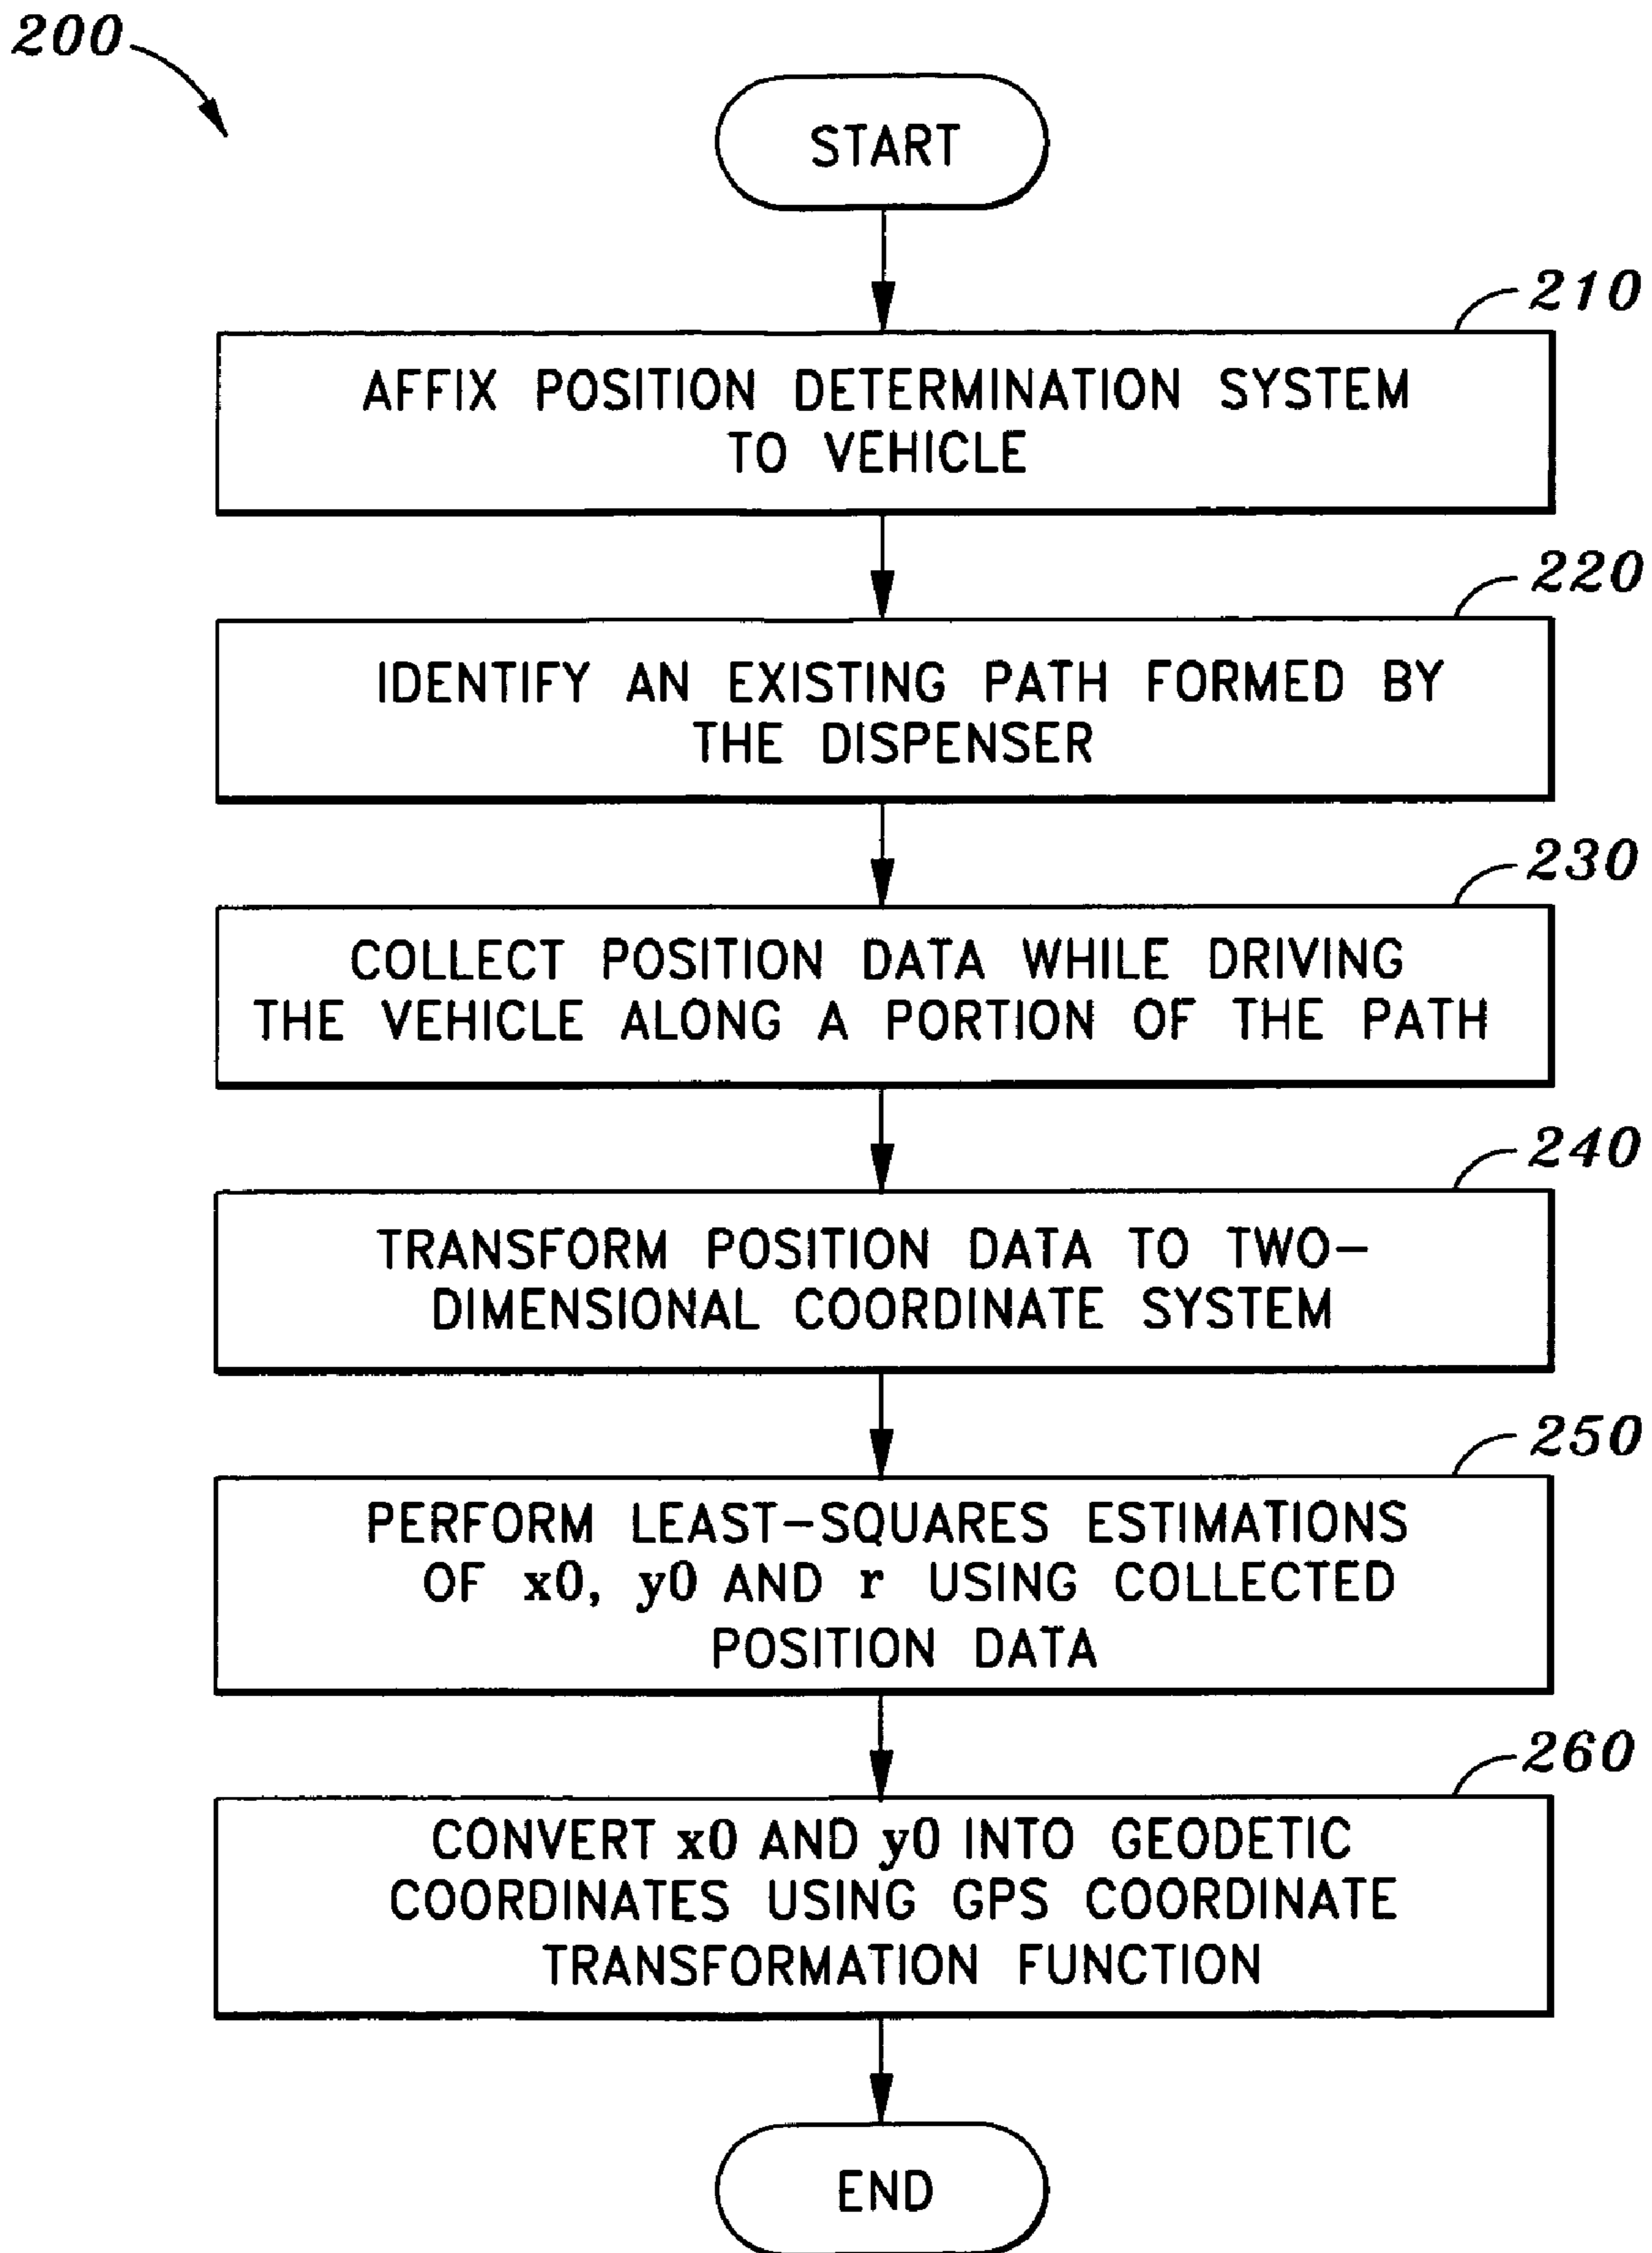 200
START
210
AFFIX POSITION DETERMINATION SYSTEM
TO VEHICLE
220
IDENTIFY AN EXISTING PATH FORMED BY
THE DISPENSER
230
COLLECT POSITION DATA WHILE DRIVING
THE VEHICLE ALONG A PORTION OF THE PATH
240
TRANSFORM POSITION DATA TO TWO-
DIMENSIONAL COORDINATE SYSTEM
250
PERFORM LEAST-SQUARES ESTIMATIONS
OF x0, y0 AND r USING COLLECTED
POSITION DATA
260
CONVERT x0 AND y0 INTO GEODETIC
COORDINATES USING GPS COORDINATE
TRANSFORMATION FUNCTION
END